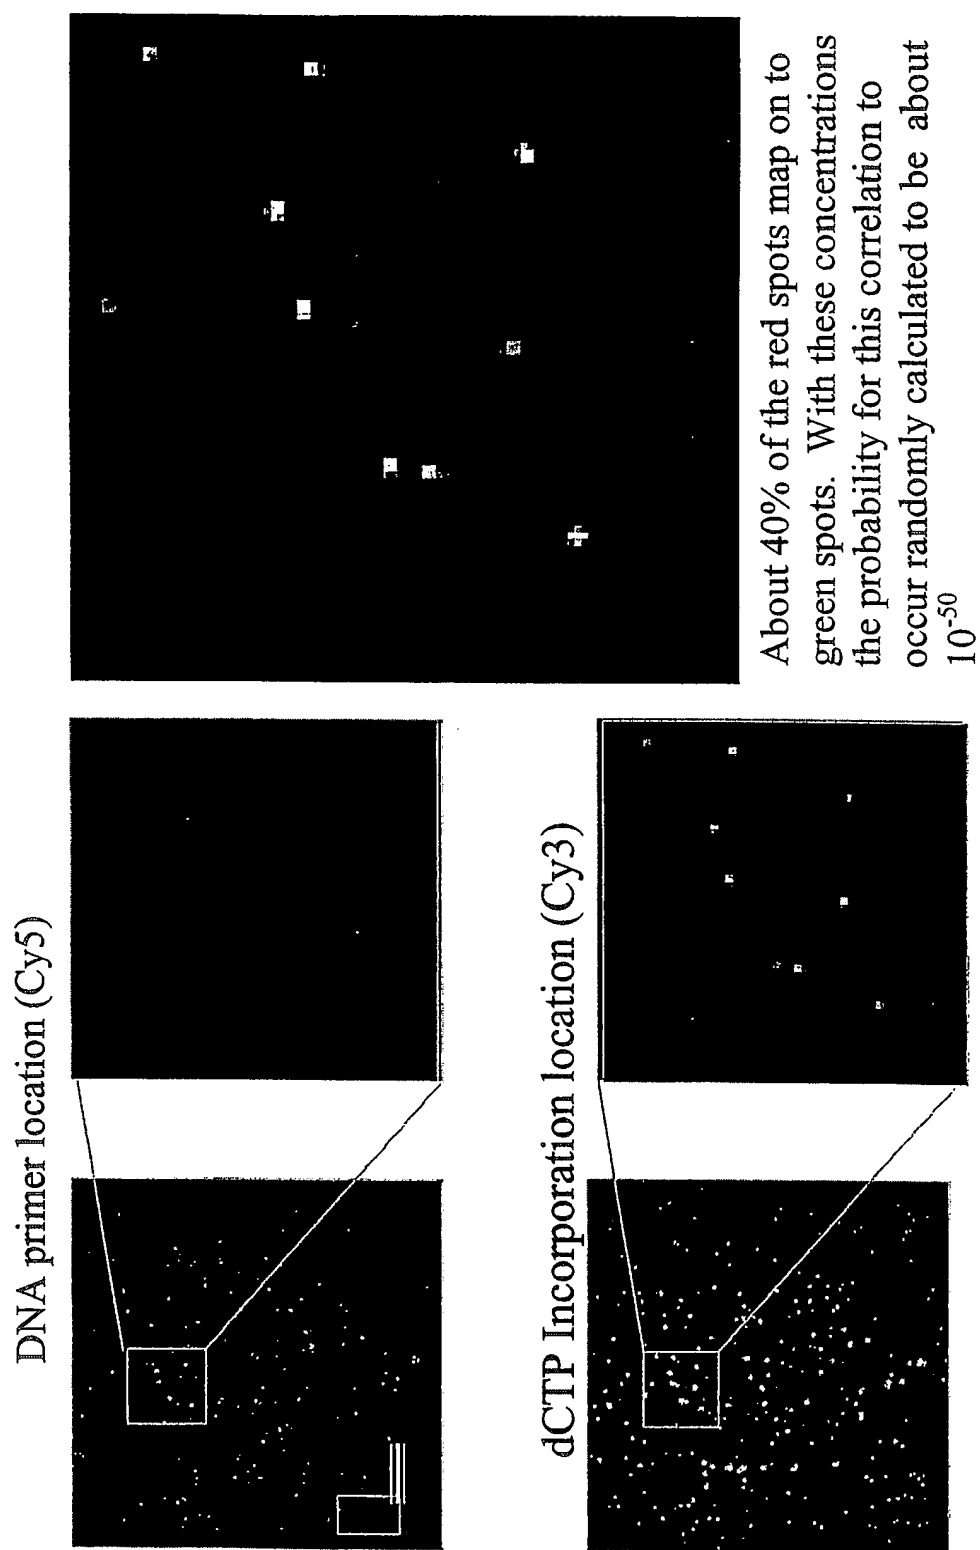 DNA primer location (Cy5)
dCTP Incorporation location (Cy3)
About 40% of the red spots map on to
green spots. With these concentrations
the probability for this correlation to
occur randomly calculated to be about
10-50